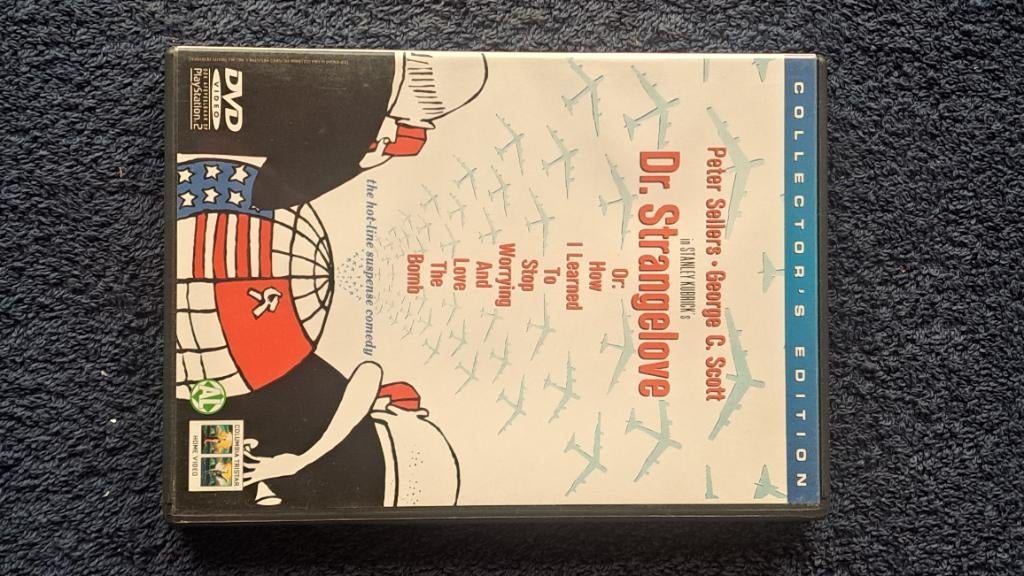 COLLECTOR'S EDITION
Peter Sellers • George C. Scott
in STANLEY KUBRICK'S
Dr. Strangelove
Or:
How
I Learned
To
Stop
Worrying
And
Love
The
Bomb
the hot-line suspense comedy
DVD
VIDEO
PlayStation 2
AL
COLUMBIA TRISTAR
HOME VIDEO